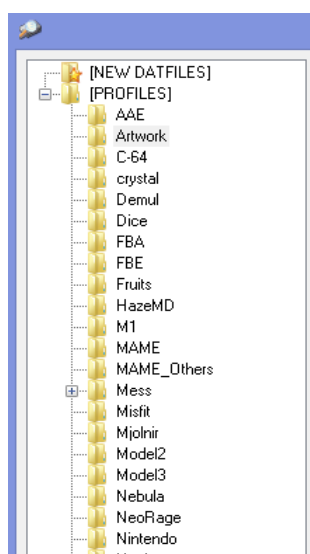 [NEW DATFILES]
[PROFILES]
AAE
Artwork
C-64
crystal
Demul
Dice
FBA
FBE
Fruits
HazeMD
M1
MAME
MAME_Others
Mess
Misfit
Mjolnir
Model2
Model3
Nebula
NeoRage
Nintendo